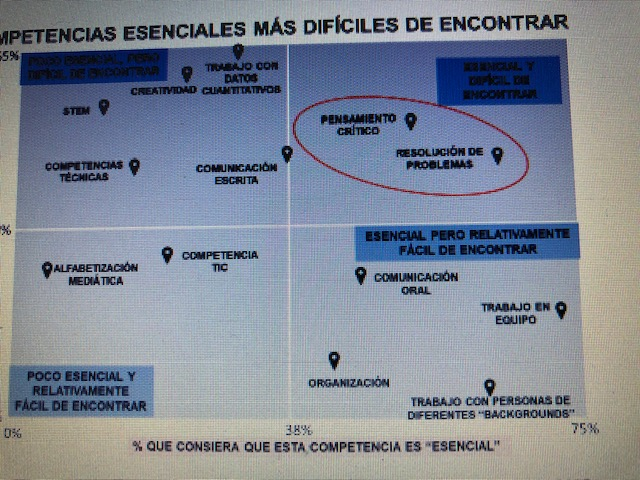 MPETENCIAS ESENCIALES MÁS DIFÍCILES DE ENCONTRAR
55%
POCO ESENCIAL, PERO
DIFÍCIL DE ENCONTRAR
TRABAJO CON
DATOS
CUANTITATIVOS
CREATIVIDAD
STEM
ESENCIAL Y
DIFÍCIL DE
ENCONTRAR
PENSAMIENTO
CRÍTICO
RESOLUCIÓN DE
PROBLEMAS
COMPETENCIAS
TÉCNICAS
COMUNICACIÓN
ESCRITA
%
ESENCIAL PERO RELATIVAMENTE
FÁCIL DE ENCONTRAR
COMPETENCIA
TIC
ALFABETIZACIÓN
MEDIÁTICA
COMUNICACIÓN
ORAL
TRABAJO EN
EQUIPO
POCO ESENCIAL Y
RELATIVAMENTE
FÁCIL DE ENCONTRAR
ORGANIZACIÓN
TRABAJO CON PERSONAS DE
DIFERENTES "BACKGROUNDS"
0%
38%
75%
% QUE CONSIERA QUE ESTA COMPETENCIA ES "ESENCIAL"